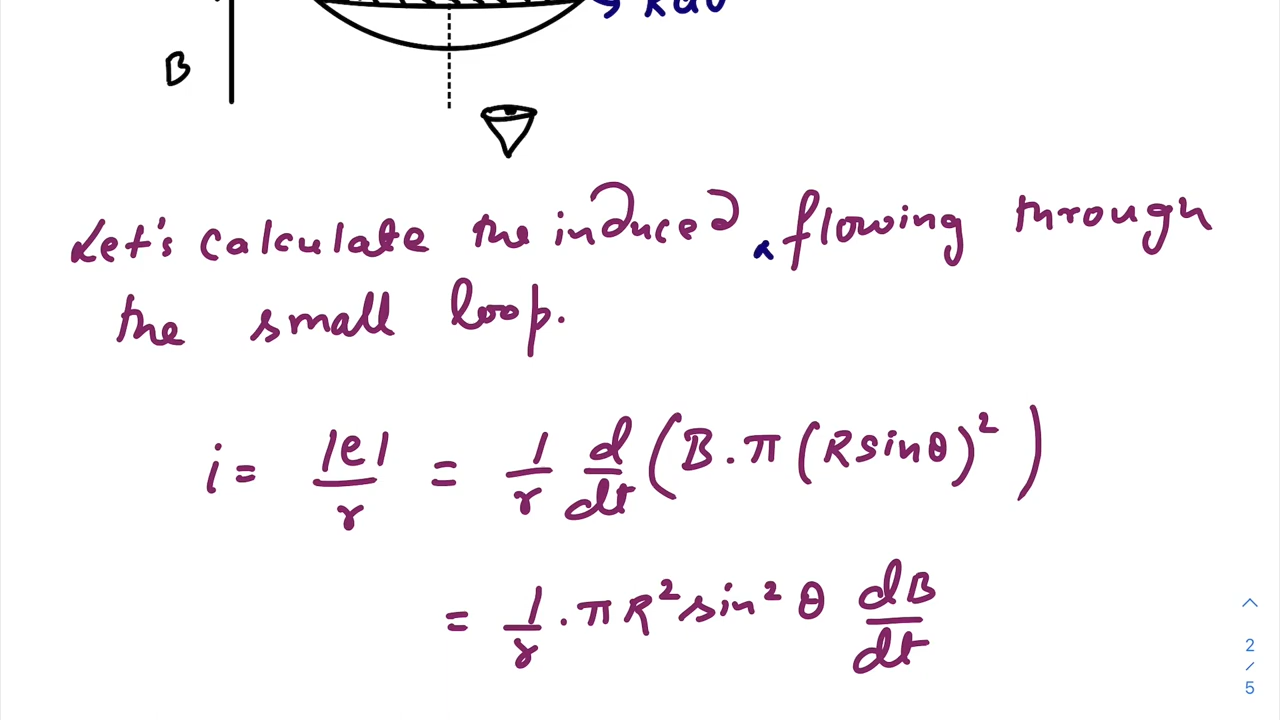 B
Let's calculate the induced ‸ flowing through
the small loop.
i = |e|/r = 1/r d/dt (B.π(Rsinθ)²)
= 1/r . πR²sin²θ dB/dt
2
/
5